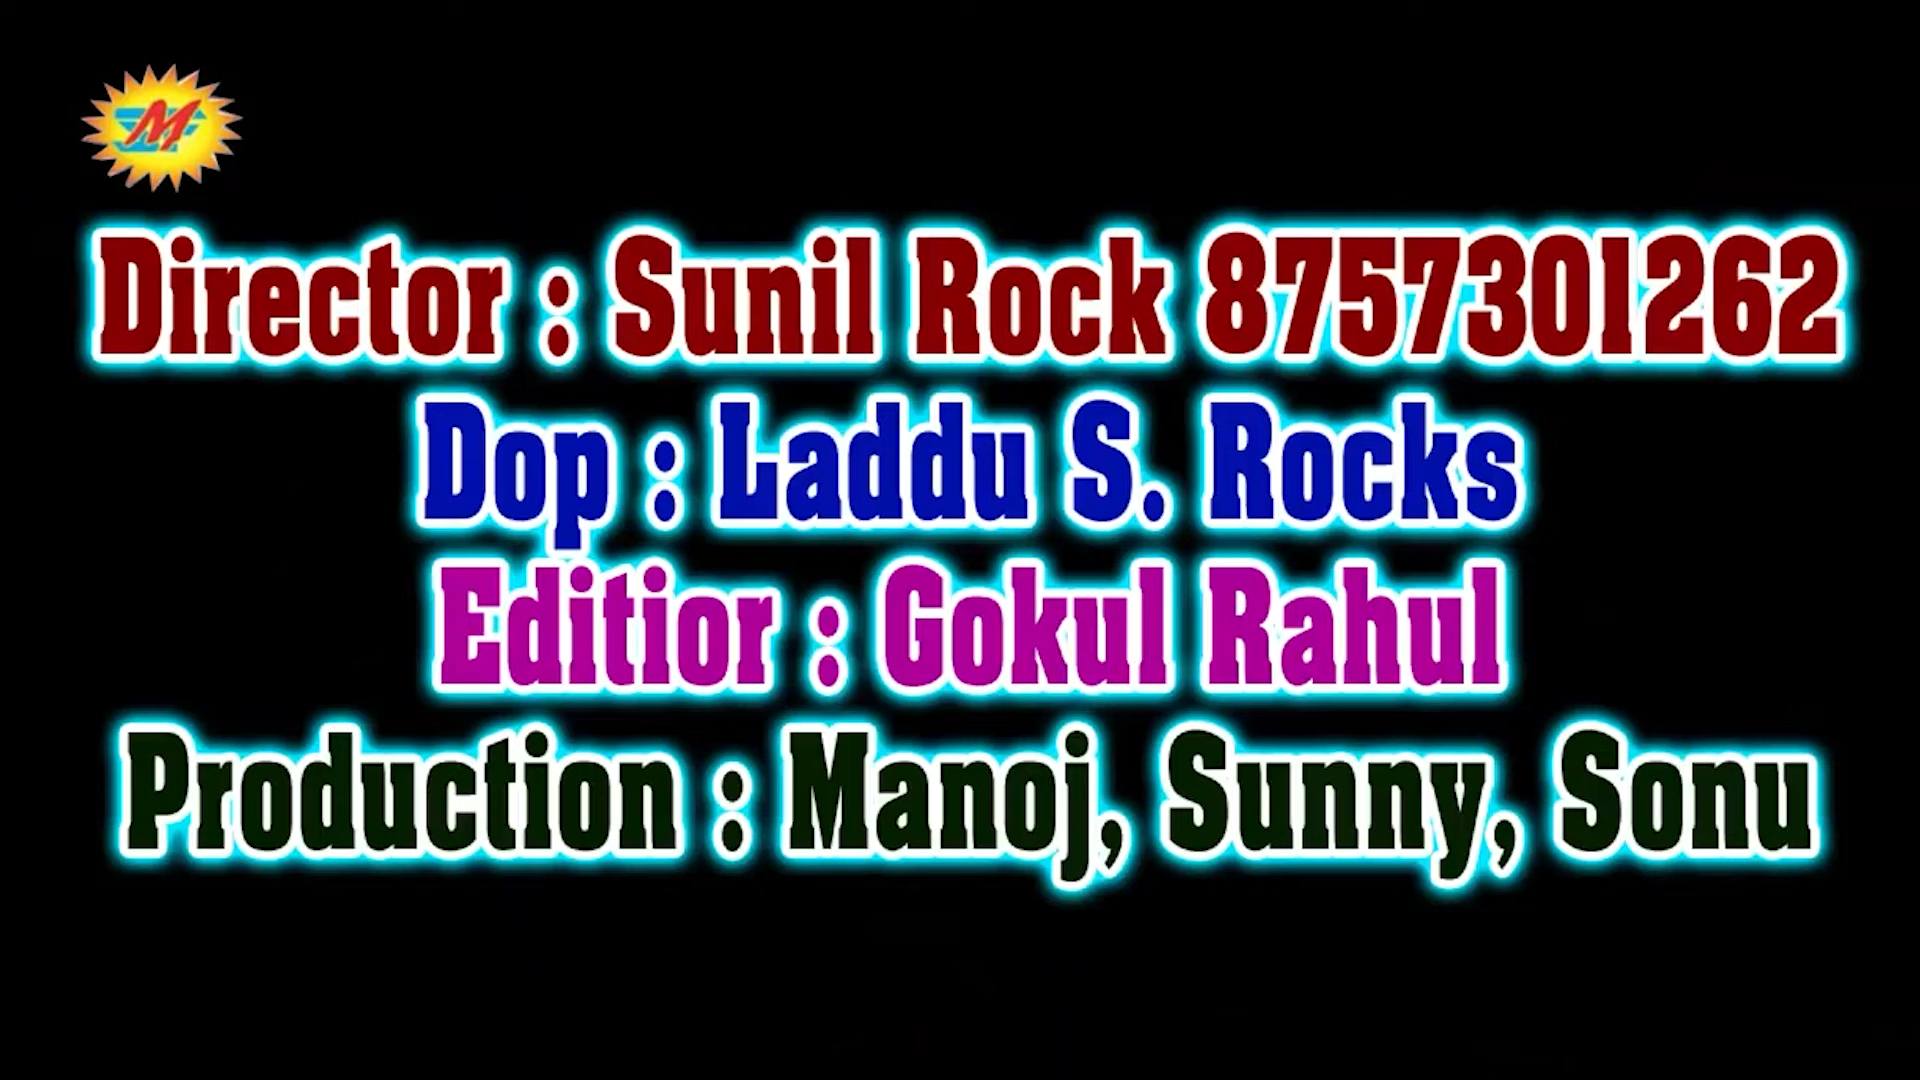 M
Director : Sunil Rock 8757301262
Dop : Laddu S. Rocks
Editior : Gokul Rahul
Production : Manoj, Sunny, Sonu